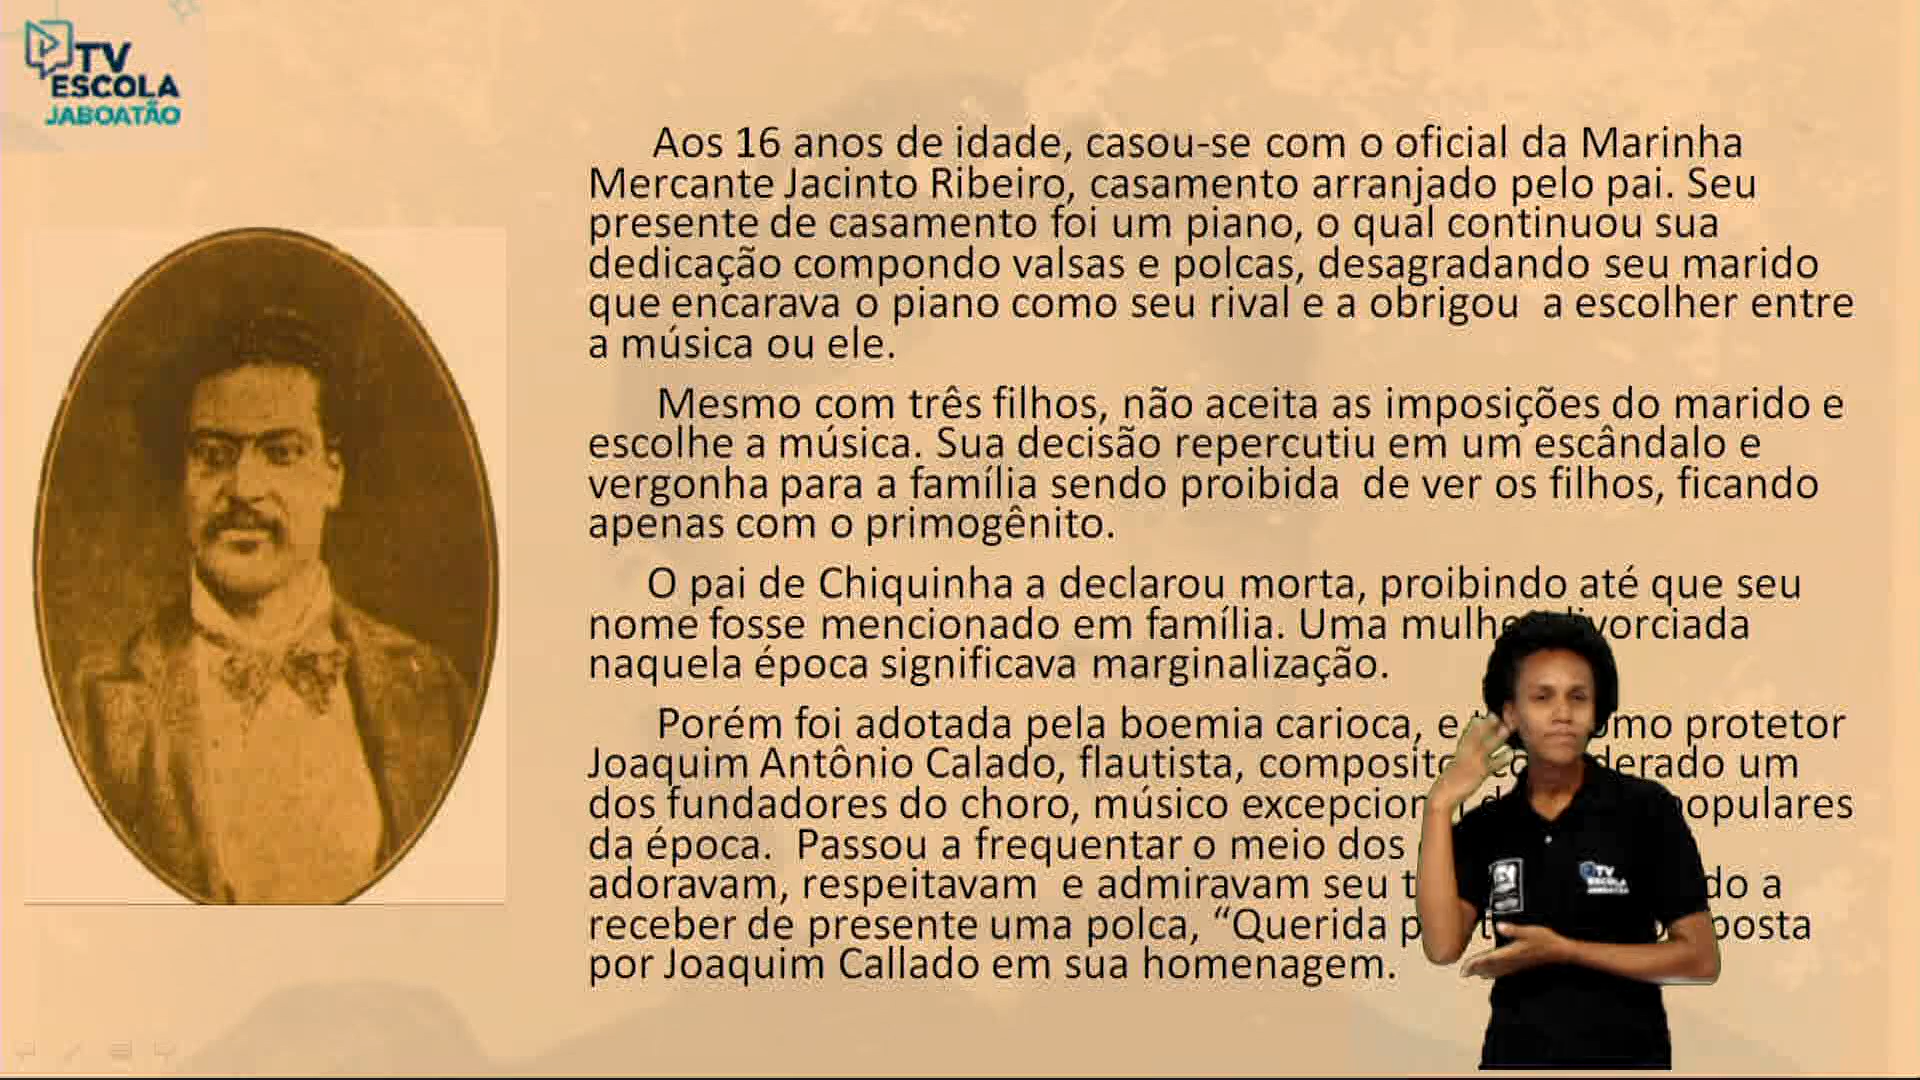 TV
ESCOLA
JABOATÃO
Aos 16 anos de idade, casou-se com o oficial da Marinha
Mercante Jacinto Ribeiro, casamento arranjado pelo pai. Seu
presente de casamento foi um piano, o qual continuou sua
dedicação compondo valsas e polcas, desagradando seu marido
que encarava o piano como seu rival e a obrigou a escolher entre
a música ou ele.
Mesmo com três filhos, não aceita as imposições do marido e
escolhe a música. Sua decisão repercutiu em um escândalo e
vergonha para a família sendo proibida de ver os filhos, ficando
apenas com o primogênito.
O pai de Chiquinha a declarou morta, proibindo até que seu
nome fosse mencionado em família. Uma mulher divorciada
naquela época significava marginalização.
Porém foi adotada pela boemia carioca, e como protetor
Joaquim Antônio Calado, flautista, compositor considerado um
dos fundadores do choro, músico excepcional populares
da época. Passou a frequentar o meio dos
adoravam, respeitavam e admiravam seu a
receber de presente uma polca, “Querida
por Joaquim Callado em sua homenagem.
TV
ESCOLA
JABOATÃO